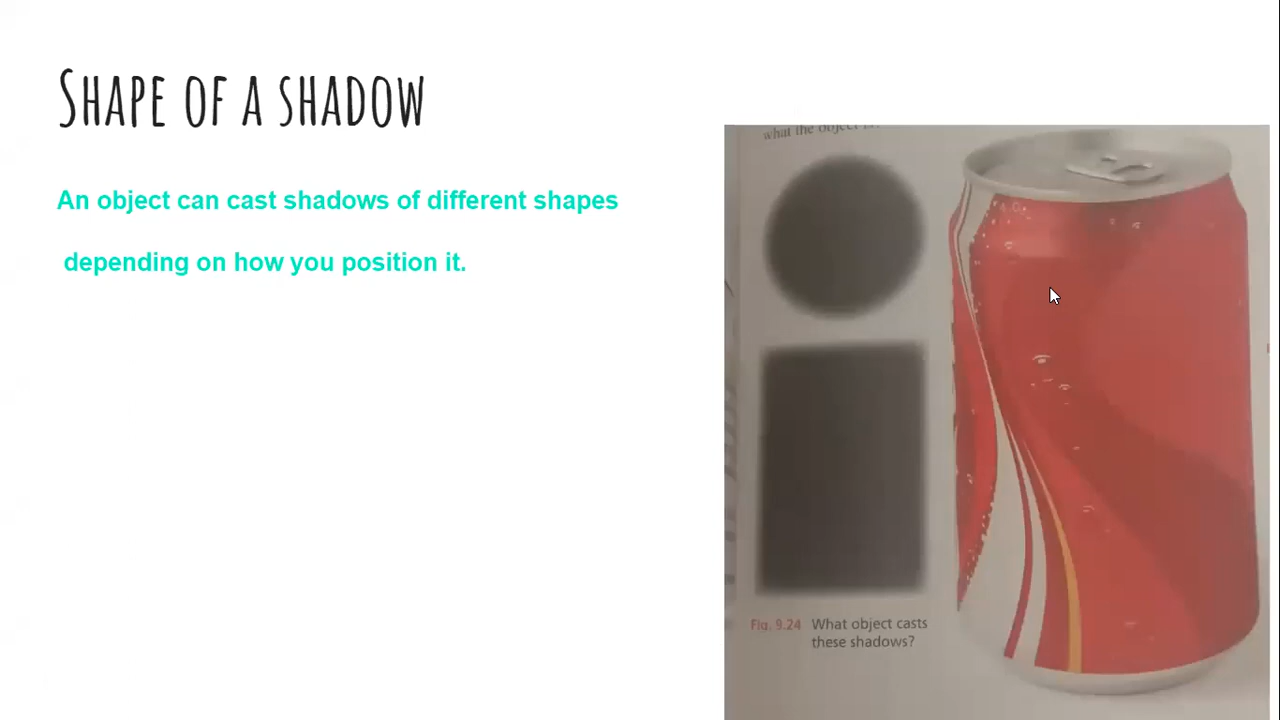 SHAPE OF A SHADOW
An object can cast shadows of different shapes
depending on how you position it.
what the object
Fig. 9.24 What object casts
these shadows?